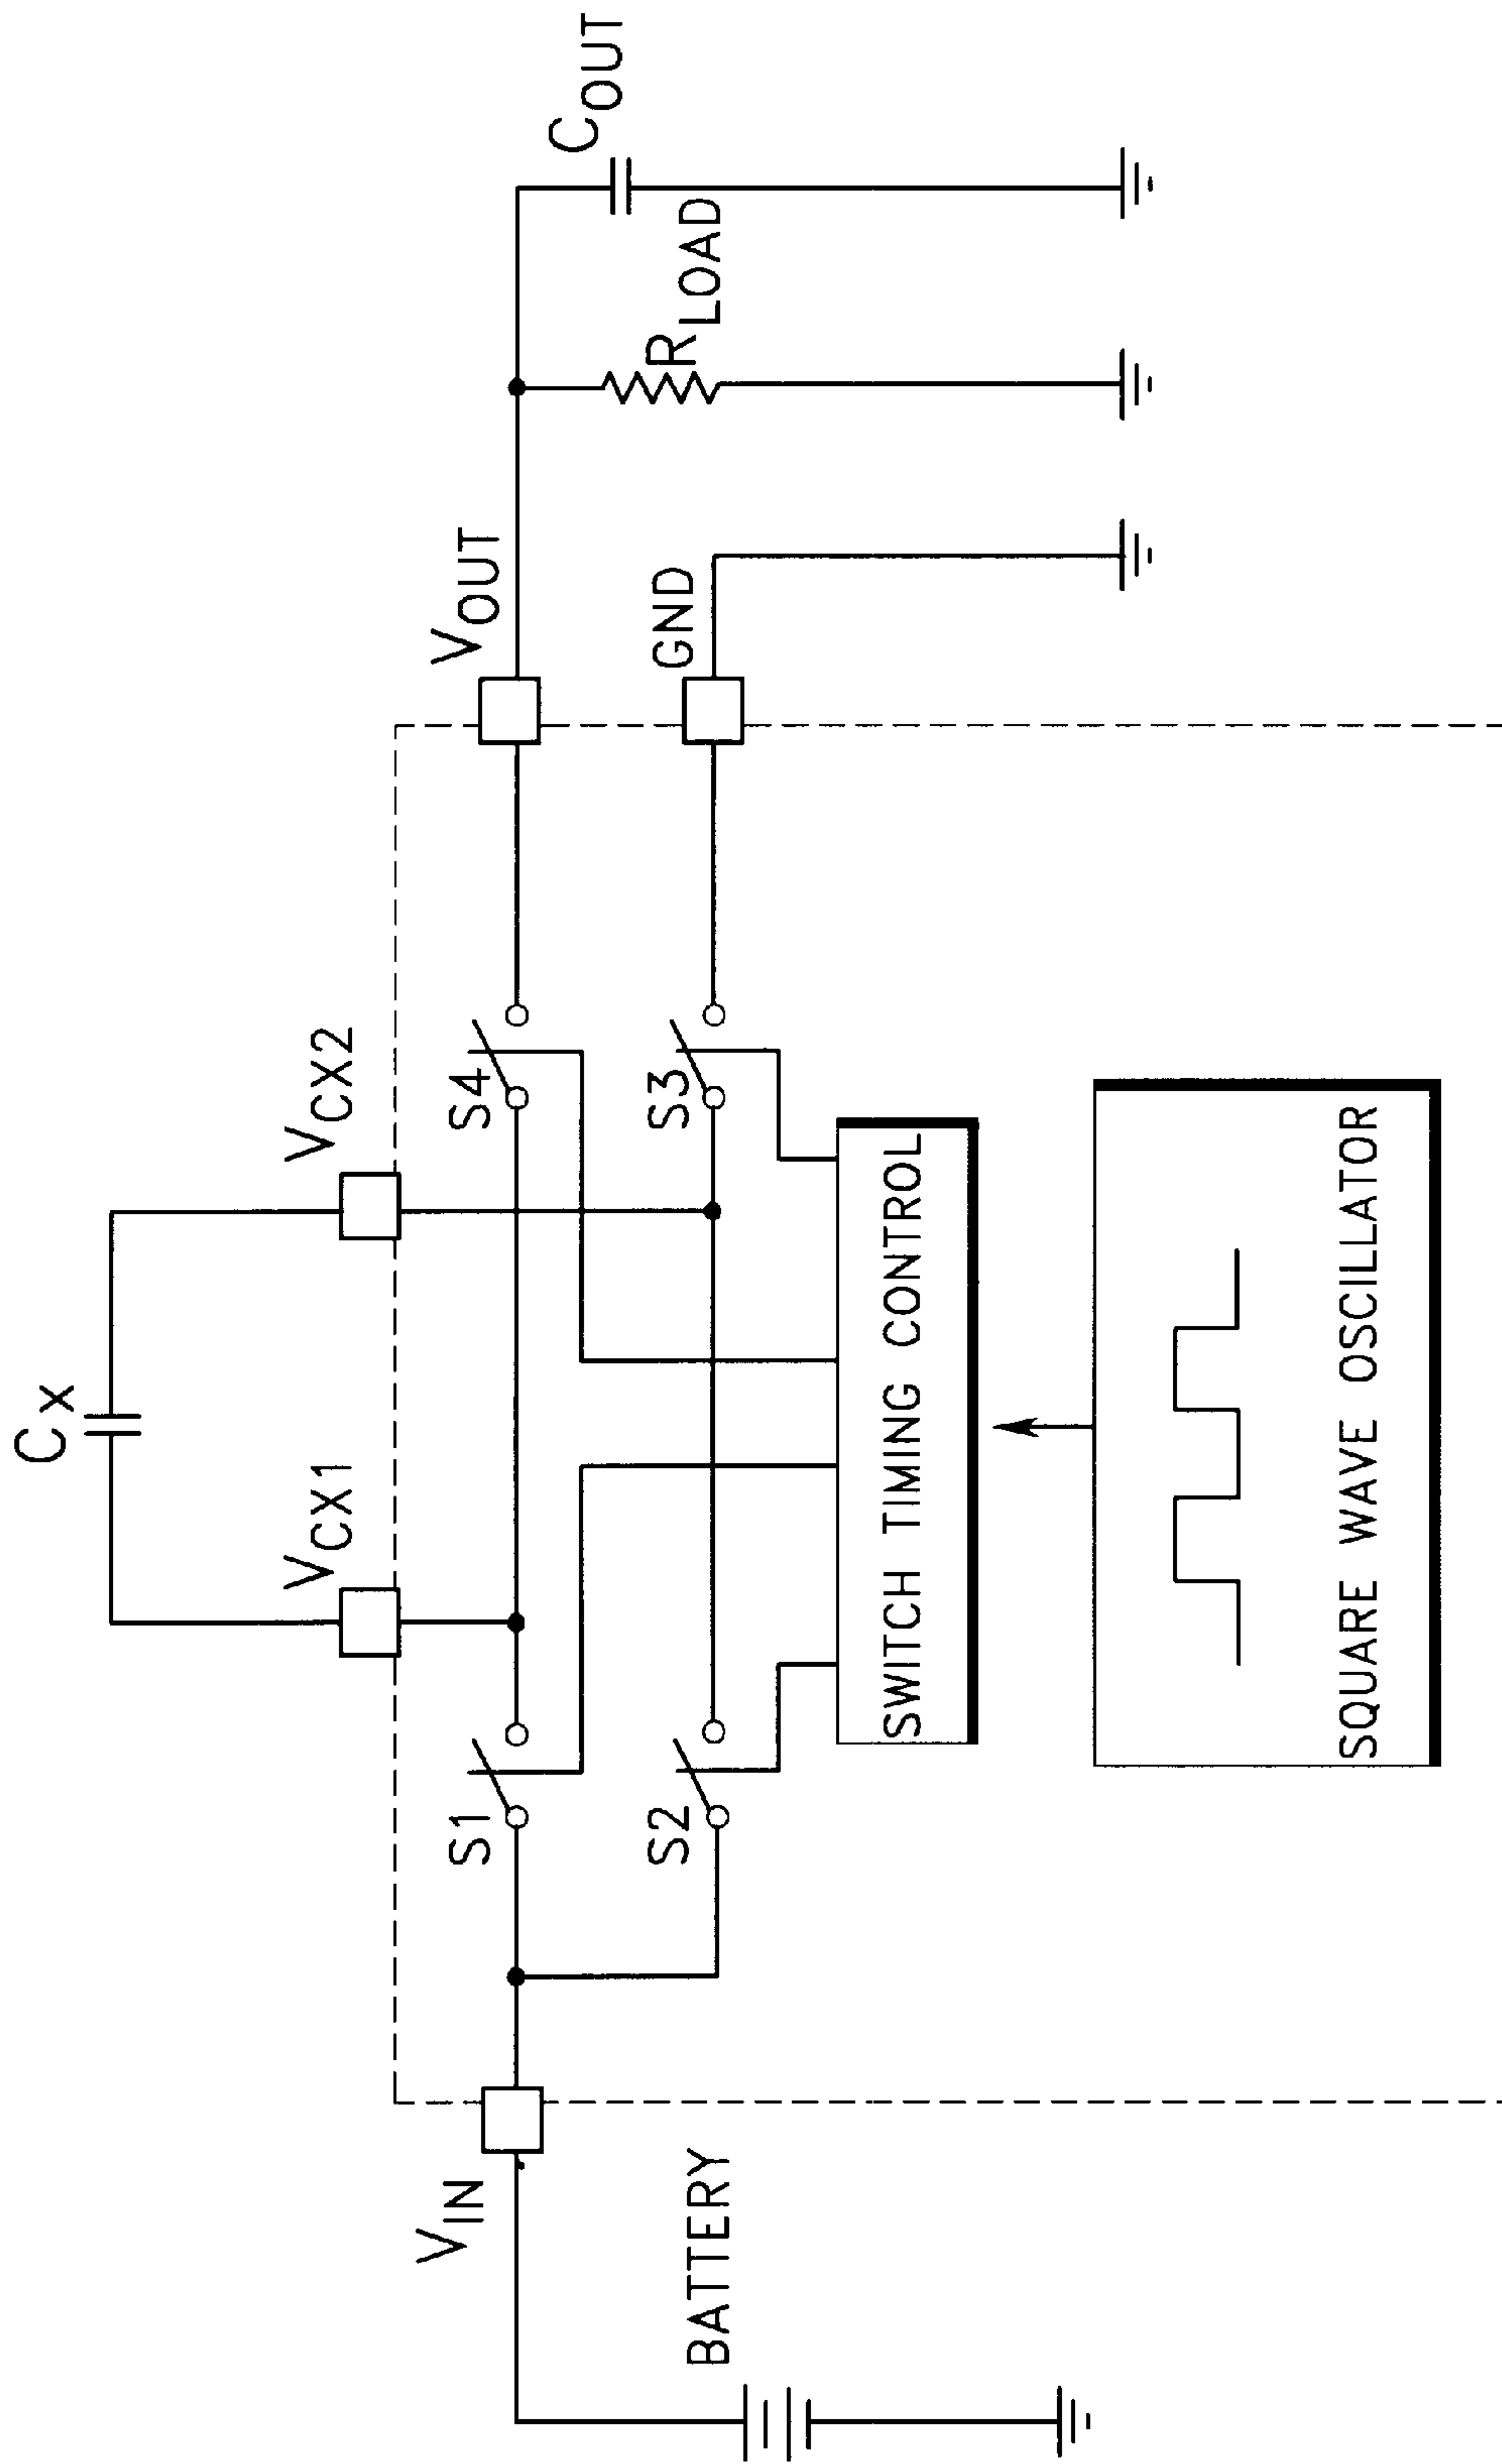 CX
VCX1
VCX2
VIN
S1
S4
VOUT
COUT
BATTERY
S2
S3
GND
RLOAD
SWITCH TIMING CONTROL
SQUARE WAVE OSCILLATOR